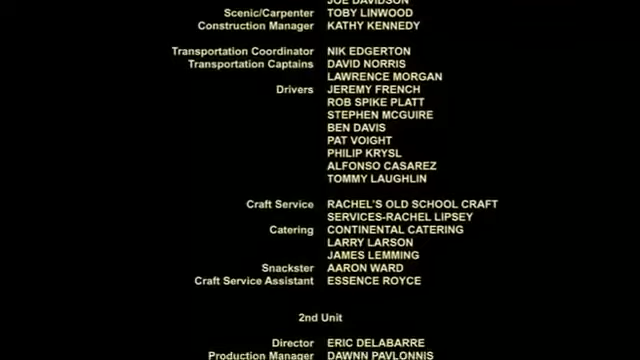 JOE DAVIDSON
Scenic/Carpenter TOBY LINWOOD
Construction Manager KATHY KENNEDY
Transportation Coordinator NIK EDGERTON
Transportation Captains DAVID NORRIS
LAWRENCE MORGAN
Drivers JEREMY FRENCH
ROB SPIKE PLATT
STEPHEN MCGUIRE
BEN DAVIS
PAT VOIGHT
PHILIP KRYSL
ALFONSO CASAREZ
TOMMY LAUGHLIN
Craft Service RACHEL'S OLD SCHOOL CRAFT
SERVICES-RACHEL LIPSEY
Catering CONTINENTAL CATERING
LARRY LARSON
JAMES LEMMING
Snackster AARON WARD
Craft Service Assistant ESSENCE ROYCE
2nd Unit
Director ERIC DELABARRE
Production Manager DAWNN PAVLONNIS